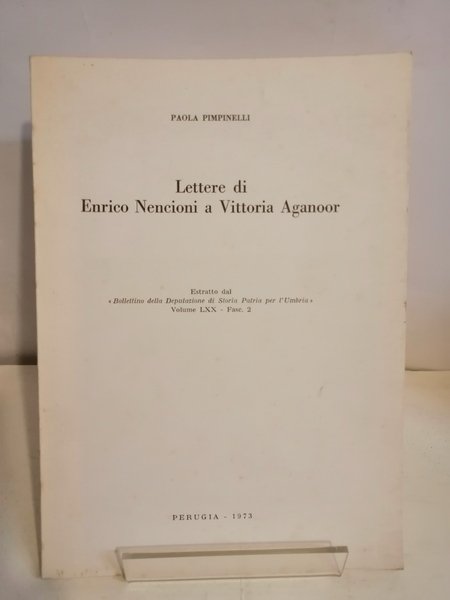 PAOLA PIMPINELLI
Lettere di
Enrico Nencioni a Vittoria Aganoor
Estratto dal
« Bollettino della Deputazione di Storia Patria per l'Umbria »
Volume LXX - Fasc. 2
PERUGIA - 1973